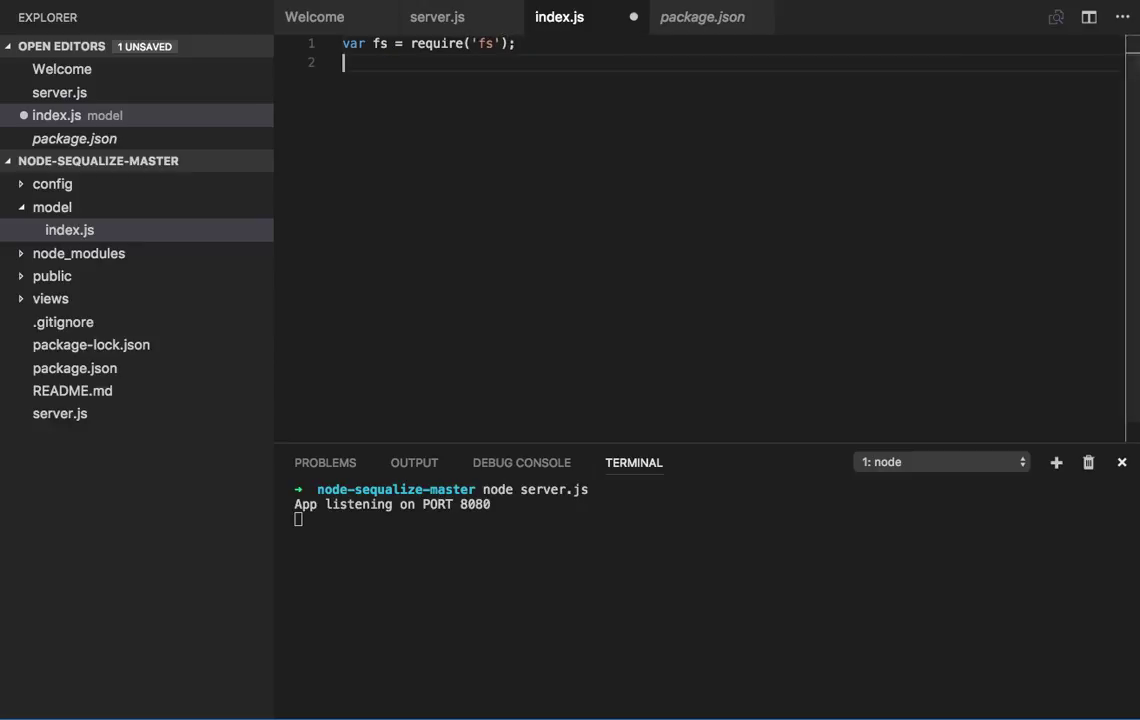 EXPLORER
Welcome
server.js
index.js
package.json
OPEN EDITORS 1 UNSAVED
Welcome
server.js
index.js model
package.json
NODE-SEQUALIZE-MASTER
config
model
index.js
node_modules
public
views
.gitignore
package-lock.json
package.json
README.md
server.js
1 var fs = require('fs');
2
PROBLEMS OUTPUT DEBUG CONSOLE TERMINAL 1: node
→ node-sequalize-master node server.js
App listening on PORT 8080